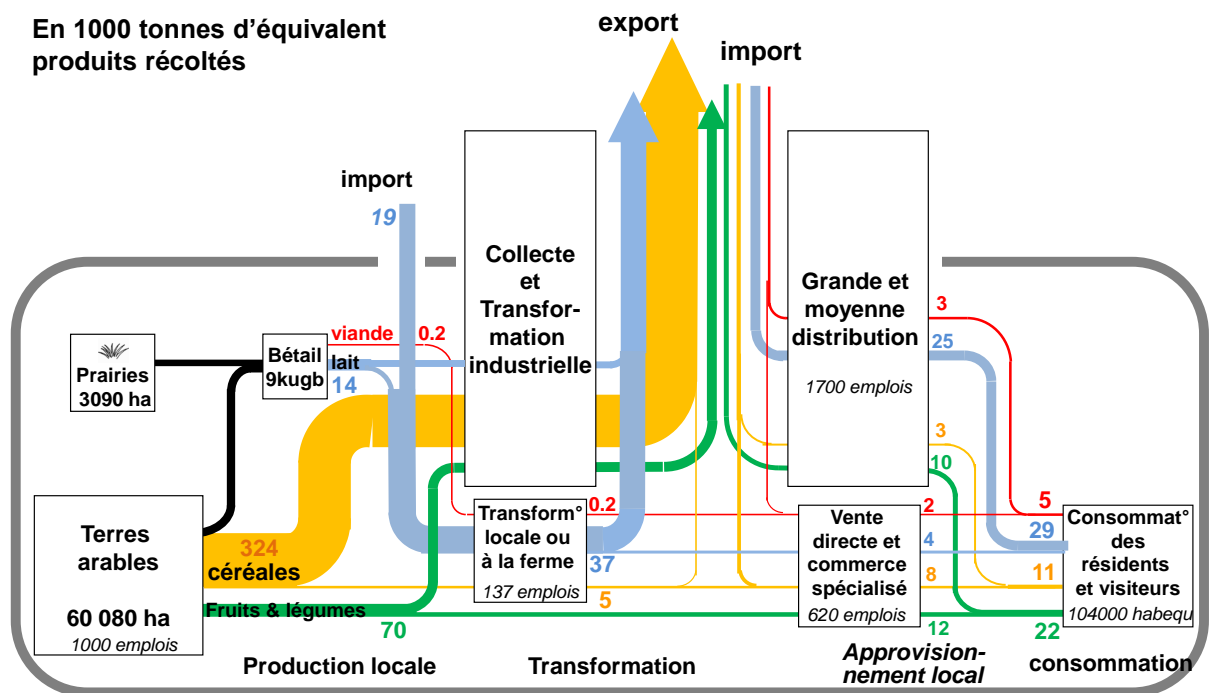 En 1000 tonnes d'équivalent
produits récoltés
export
import
import
19
Collecte
et
Transfor-
mation
industrielle
Grande et
moyenne
distribution
1700 emplois
Prairies
3090 ha
Bétail
9kugb
viande
0.2
lait
14
3
25
3
10
Terres
arables
60 080 ha
1000 emplois
324
céréales
Fruits & légumes
70
Transform°
locale ou
à la ferme
137 emplois
0.2
37
5
Vente
directe et
commerce
spécialisé
620 emplois
2
4
8
12
5
29
11
22
Consommat°
des
résidents
et visiteurs
104000 habequ
Production locale
Transformation
Approvision-
nement local
consommation